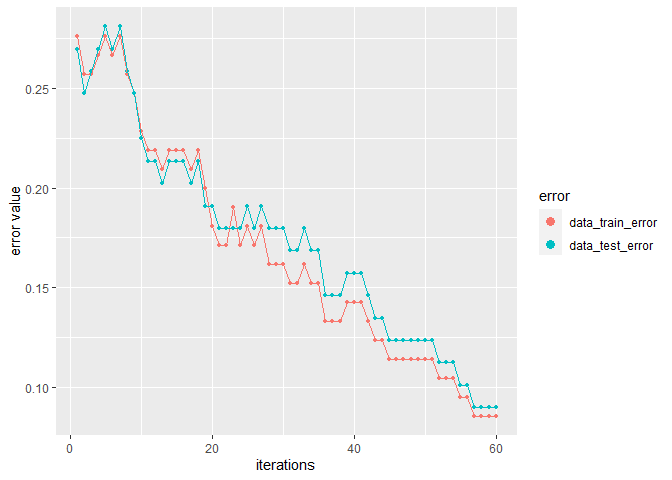 0.25
0.20
0.15
0.10
error value
0
20
40
60
iterations
error
data_train_error
data_test_error